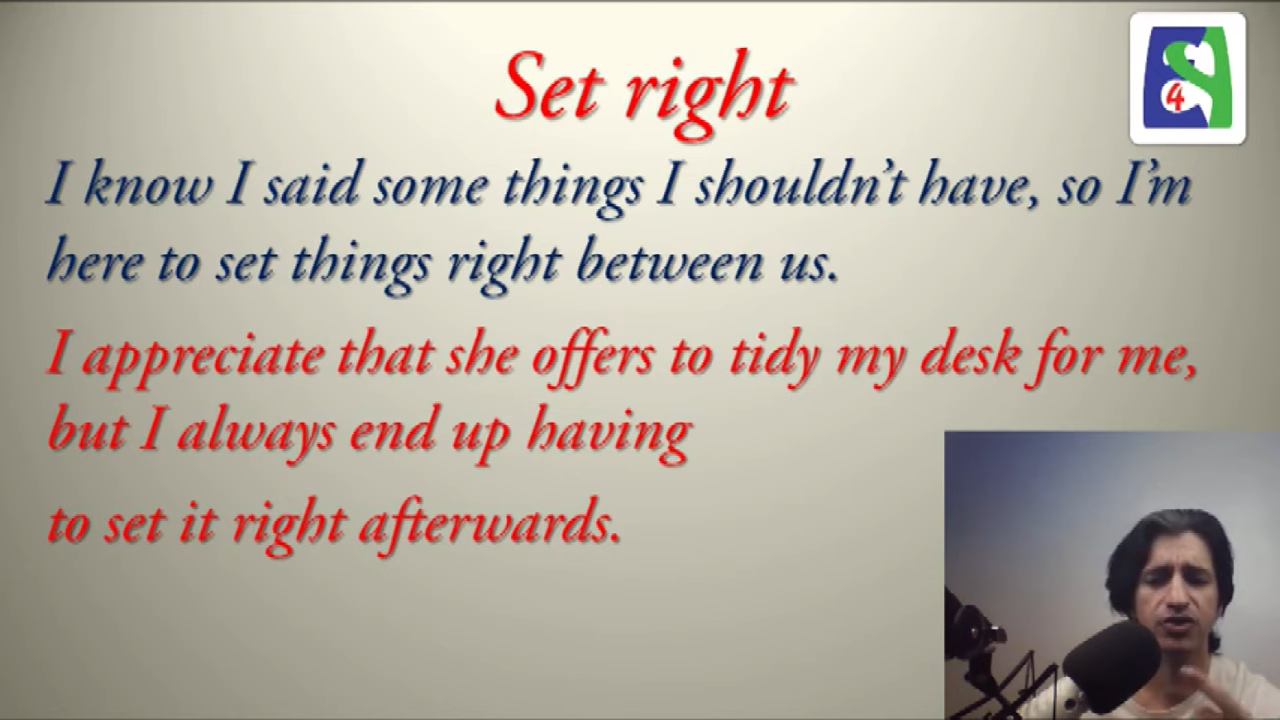 Set right
4
I know I said some things I shouldn't have, so I'm
here to set things right between us.
I appreciate that she offers to tidy my desk for me,
but I always end up having
to set it right afterwards.